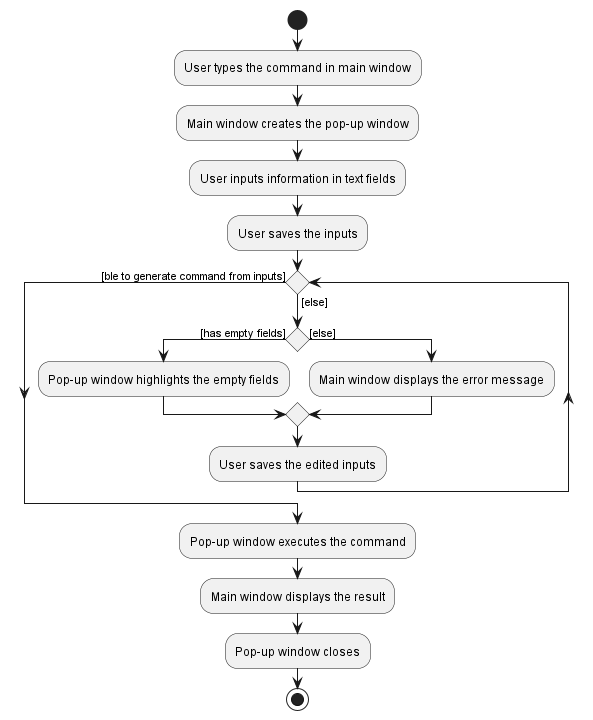 User types the command in main window
Main window creates the pop-up window
User inputs information in text fields
User saves the inputs
[ble to generate command from inputs]
[else]
[has empty fields]
[else]
Pop-up window highlights the empty fields
Main window displays the error message
User saves the edited inputs
Pop-up window executes the command
Main window displays the result
Pop-up window closes